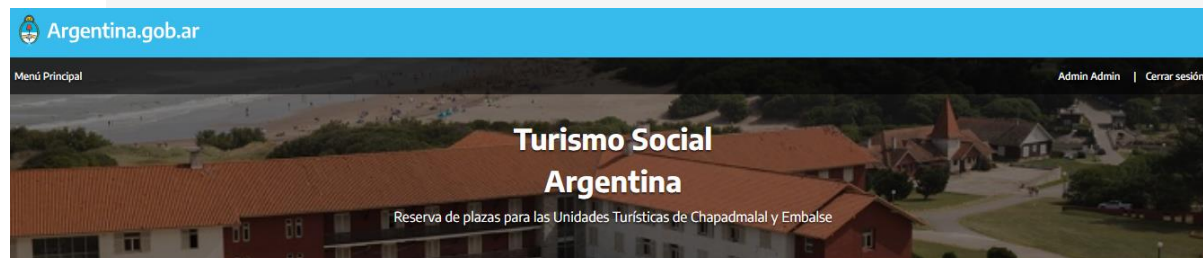 Argentina.gob.ar
Menú Principal
Admin Admin | Cerrar sesión
Turismo Social
Argentina
Reserva de plazas para las Unidades Turísticas de Chapadmalal y Embalse